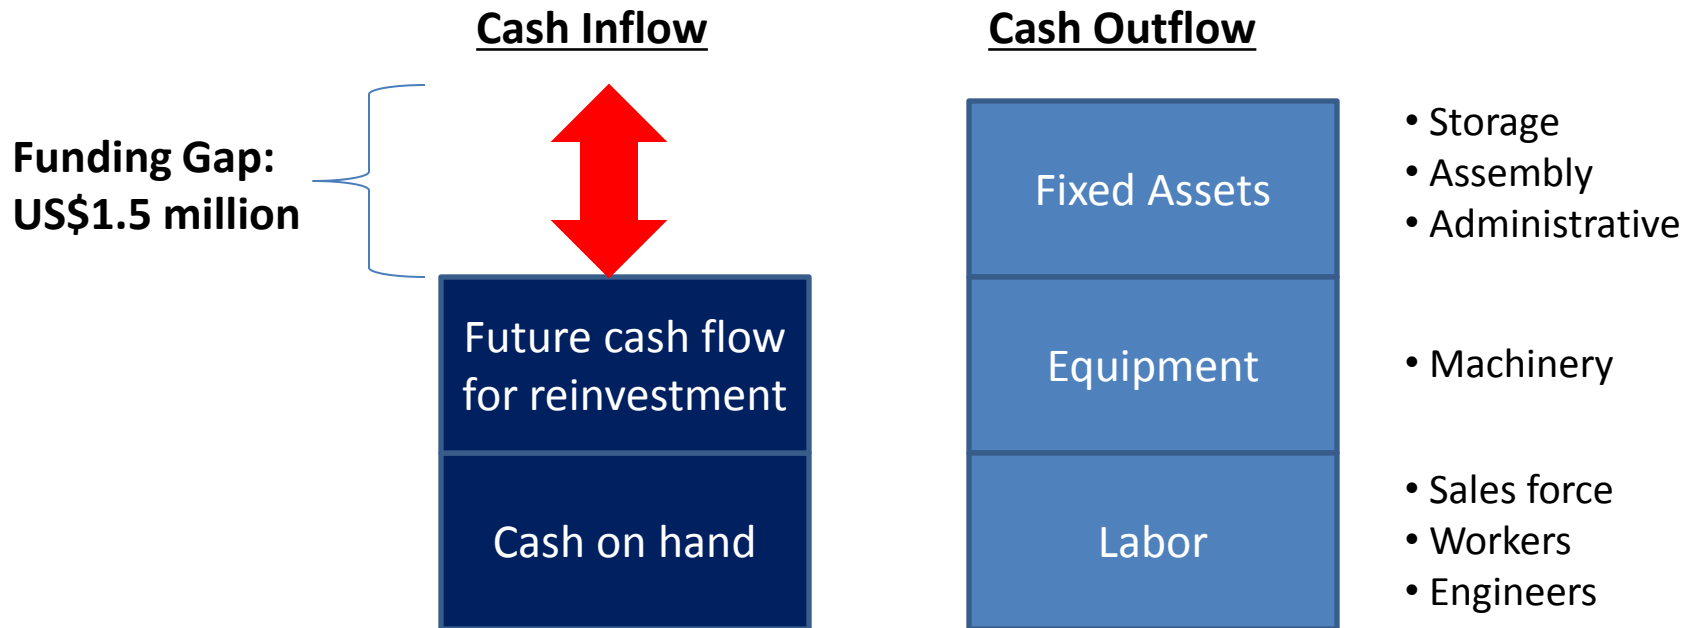 Cash Inflow
Cash Outflow
Funding Gap:
US$1.5 million
Future cash flow
for reinvestment
Cash on hand
Fixed Assets
• Storage
• Assembly
• Administrative
Equipment
• Machinery
Labor
• Sales force
• Workers
• Engineers